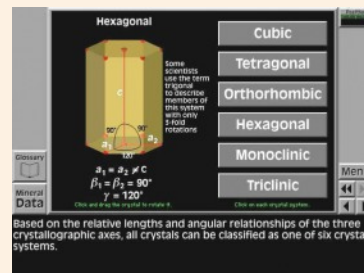 Hexagonal
Some
scientists
use the term
trigonal
to describe
members of
this system
with only
3-fold
rotations
c
90°
90°
a₁
a₂
120°
a₁ = a₂ ≠ c
β₁ = β₂ = 90°
γ = 120°
Click and drag the crystal to rotate it.
Cubic
Tetragonal
Orthorhombic
Hexagonal
Monoclinic
Triclinic
Click on each crystal system.
Glossary
Mineral
Data
Men
Based on the relative lengths and angular relationships of the three
crystallographic axes, all crystals can be classified as one of six crysta
systems.